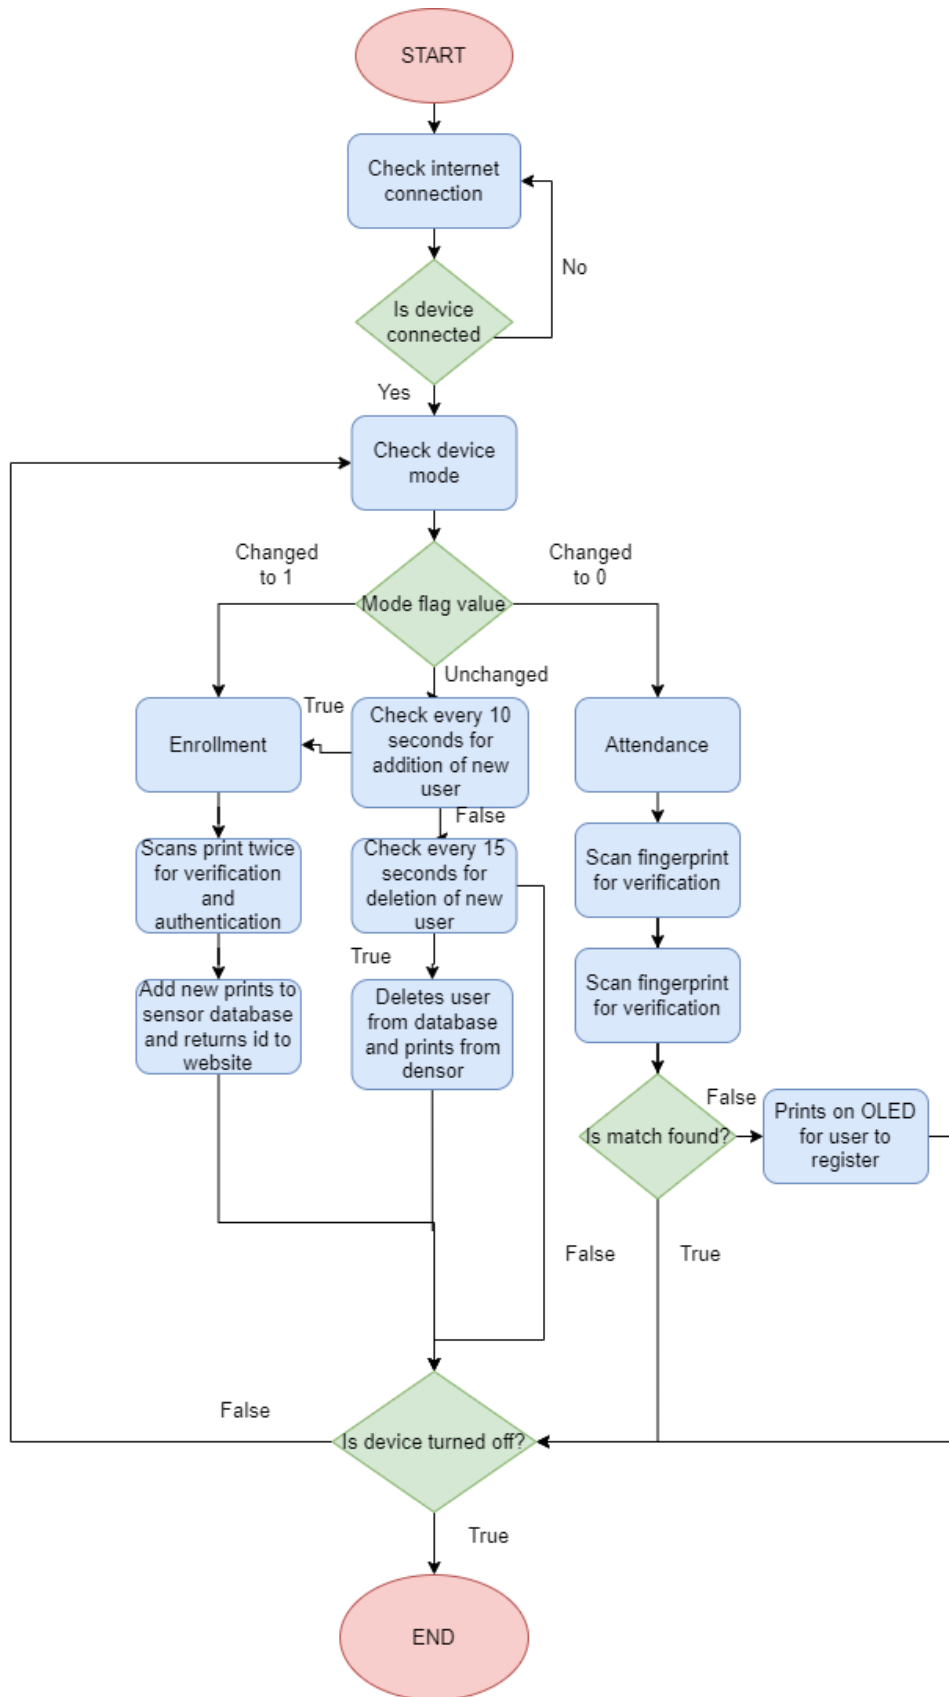 START
Check internet
connection
No
Is device
connected
Yes
Check device
mode
Changed
to 1
Changed
to 0
Mode flag value
Unchanged
True
Enrollment
Check every 10
seconds for
addition of new
user
Attendance
False
Scans print twice
for verification
and
authentication
Check every 15
seconds for
deletion of new
user
Scan fingerprint
for verification
True
Add new prints to
sensor database
and returns id to
website
Deletes user
from database
and prints from
densor
Scan fingerprint
for verification
False
Is match found?
Prints on OLED
for user to
register
False
True
False
Is device turned off?
True
END